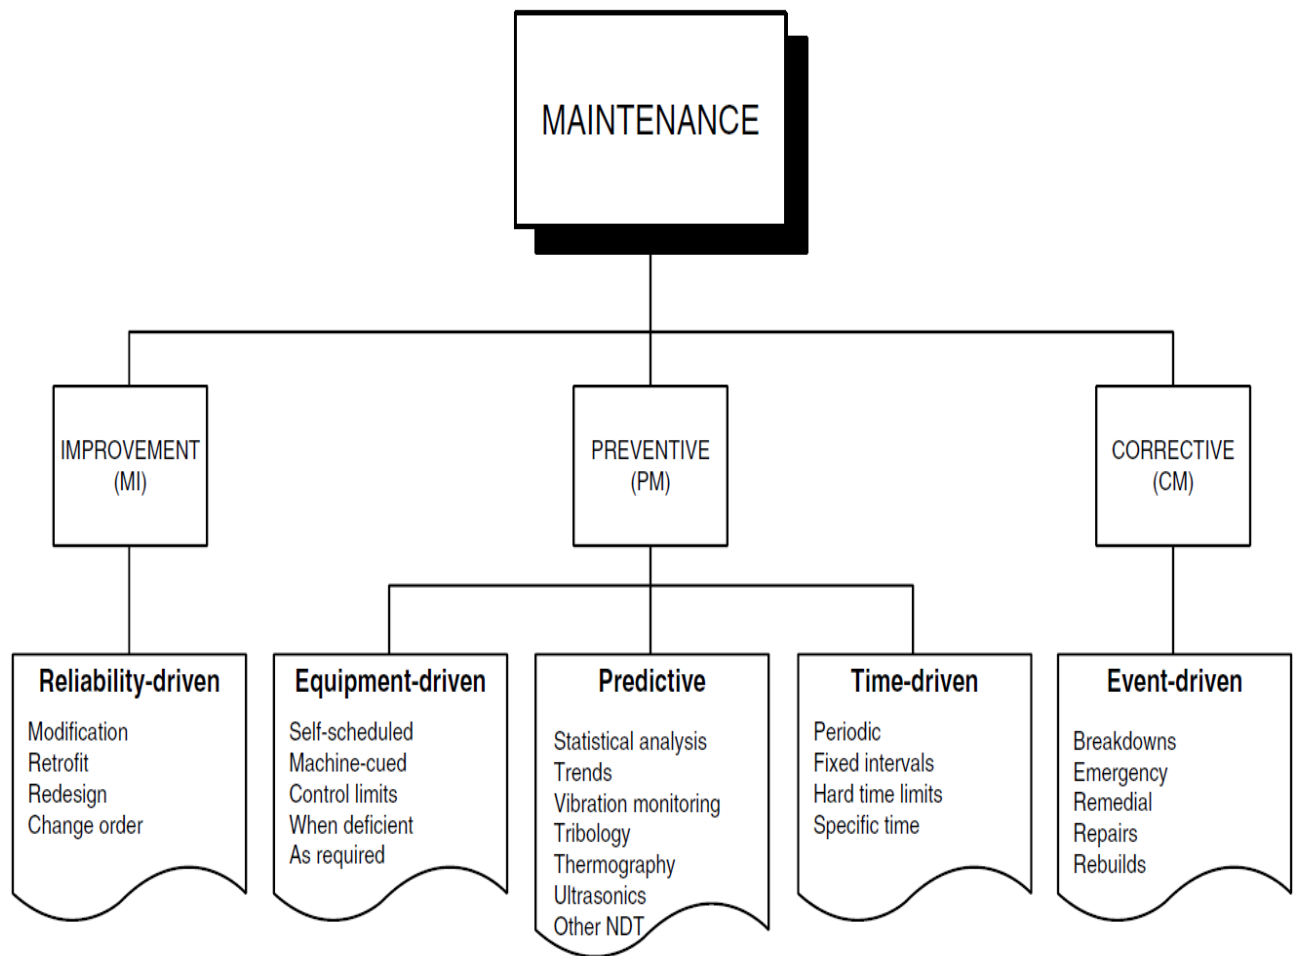 MAINTENANCE
IMPROVEMENT
(MI)
PREVENTIVE
(PM)
CORRECTIVE
(CM)
Reliability-driven
Modification
Retrofit
Redesign
Change order
Equipment-driven
Self-scheduled
Machine-cued
Control limits
When deficient
As required
Predictive
Statistical analysis
Trends
Vibration monitoring
Tribology
Thermography
Ultrasonics
Other NDT
Time-driven
Periodic
Fixed intervals
Hard time limits
Specific time
Event-driven
Breakdowns
Emergency
Remedial
Repairs
Rebuilds